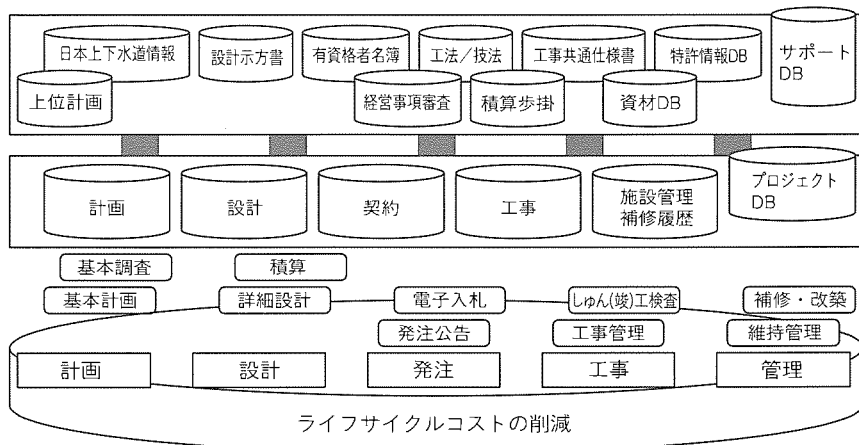 日本上下水道情報
設計示方書
有資格者名簿
工法／技法
工事共通仕様書
特許情報DB
サポート
DB
上位計画
経営事項審査
積算歩掛
資材DB
計画
設計
契約
工事
施設管理
補修履歴
プロジェクト
DB
基本調査
積算
基本計画
詳細設計
電子入札
しゅん(竣)工検査
補修・改築
発注公告
工事管理
維持管理
計画
設計
発注
工事
管理
ライフサイクルコストの削減